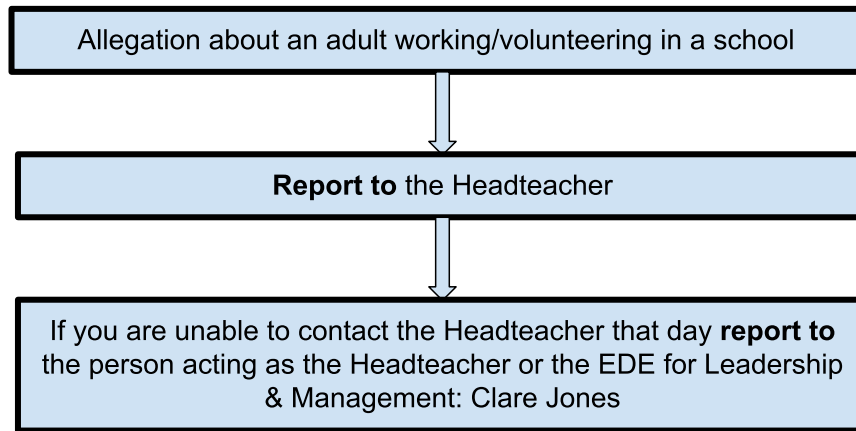 Allegation about an adult working/volunteering in a school
Report to the Headteacher
If you are unable to contact the Headteacher that day report to
the person acting as the Headteacher or the EDE for Leadership
& Management: Clare Jones